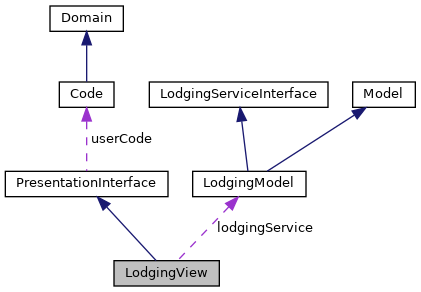 Domain
Code
LodgingServiceInterface
Model
userCode
PresentationInterface
LodgingModel
lodgingService
LodgingView